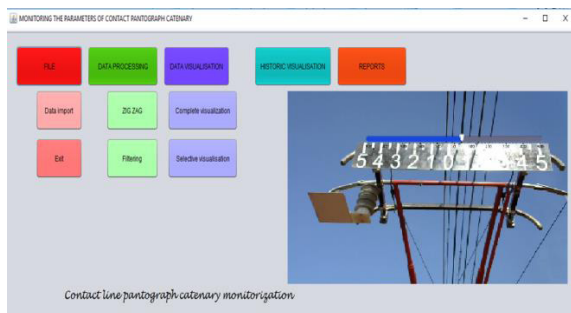 MONITORING THE PARAMETERS OF CONTACT PANTOGRAPH CATENARY
FILE
DATA PROCESSING
DATA VISUALISATION
HISTORIC VISUALISATION
REPORTS
Data import
ZIG ZAG
Complete visualization
Exit
Filtering
Selective visualisation
5 4 3 2 1 0
4 5
Contact line pantograph catenary monitorization